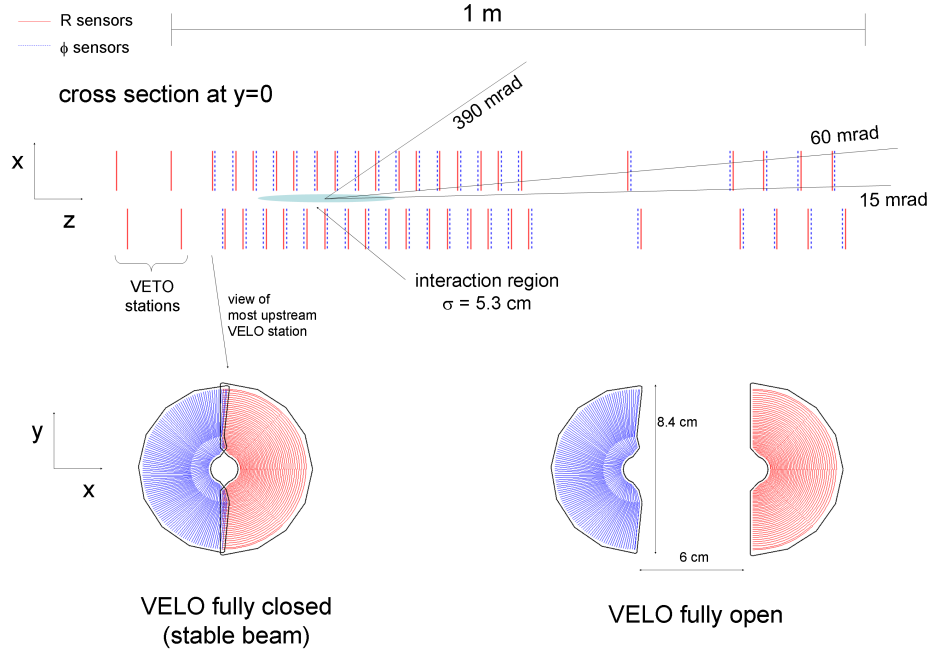 R sensors
ϕ sensors
1 m
cross section at y=0
390 mrad
60 mrad
15 mrad
x
z
VETO
stations
interaction region
σ = 5.3 cm
view of
most upstream
VELO station
y
x
8.4 cm
6 cm
VELO fully closed
(stable beam)
VELO fully open